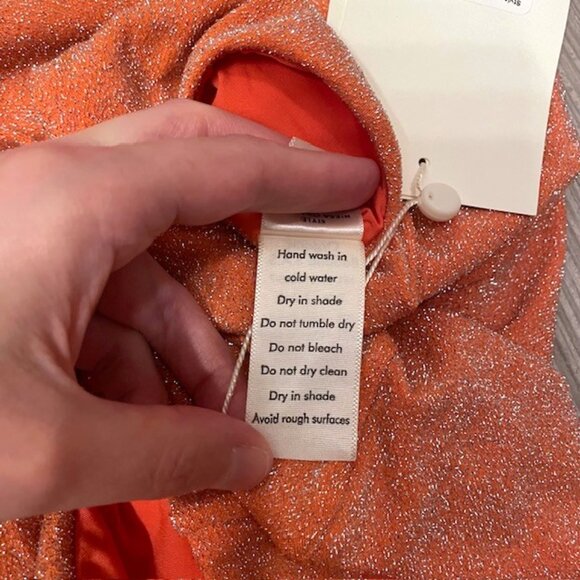 STYLE
Hand wash in
cold water
Dry in shade
Do not tumble dry
Do not bleach
Do not dry clean
Dry in shade
Avoid rough surfaces